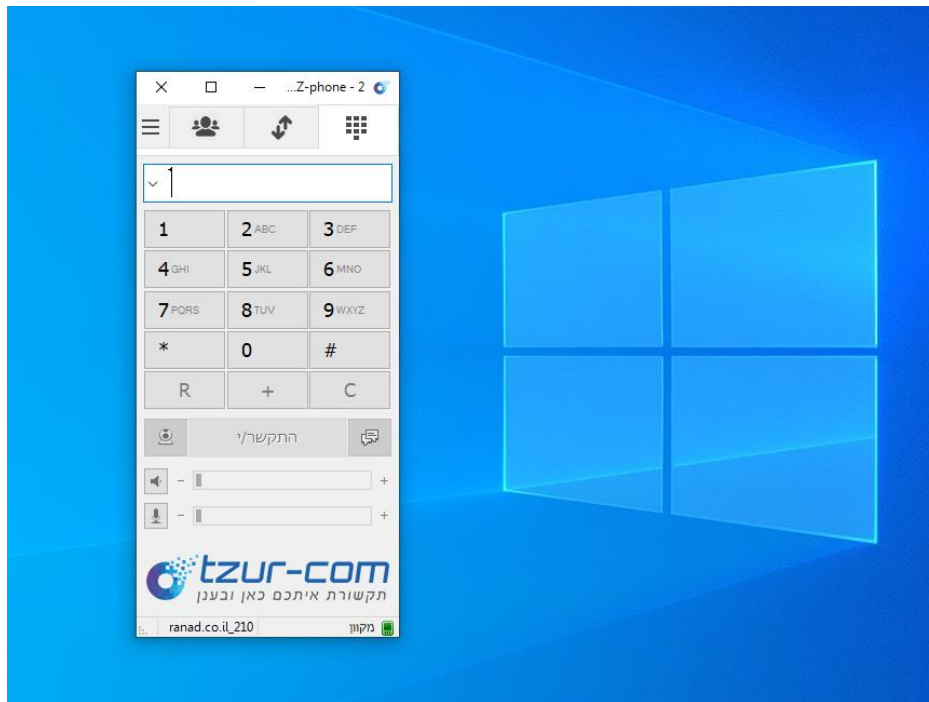 ...Z-phone - 2
1
2 ABC
3 DEF
4 GHI
5 JKL
6 MNO
7 PQRS
8 TUV
9 WXYZ
*
0
#
R
+
C
התקשר/י
- +
- +
tzur-com
תקשורת איתכם כאן ובענן
מקוון
ranad.co.il_210